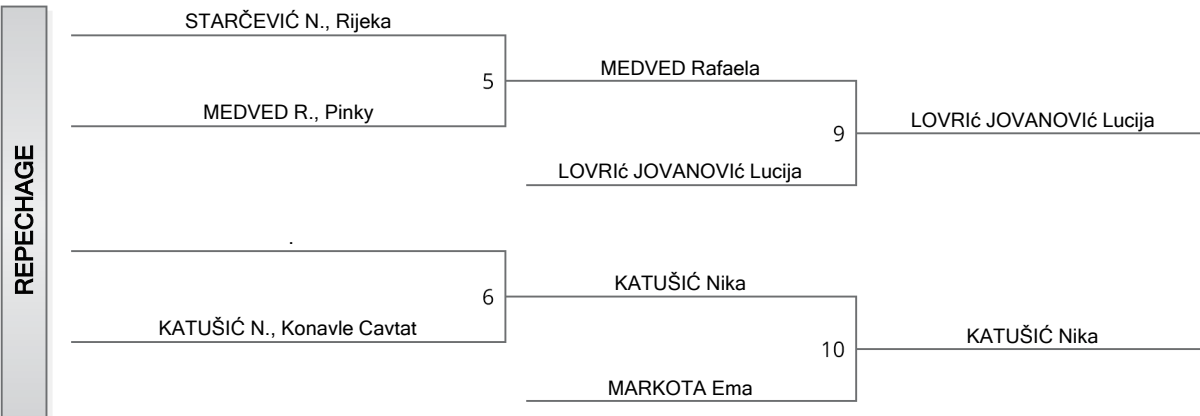 STARČEVIĆ N., Rijeka
5
MEDVED Rafaela
MEDVED R., Pinky
9
LOVRIć JOVANOVIć Lucija
LOVRIć JOVANOVIć Lucija
REPECHAGE
.
6
KATUŠIĆ Nika
KATUŠIĆ N., Konavle Cavtat
10
KATUŠIĆ Nika
MARKOTA Ema